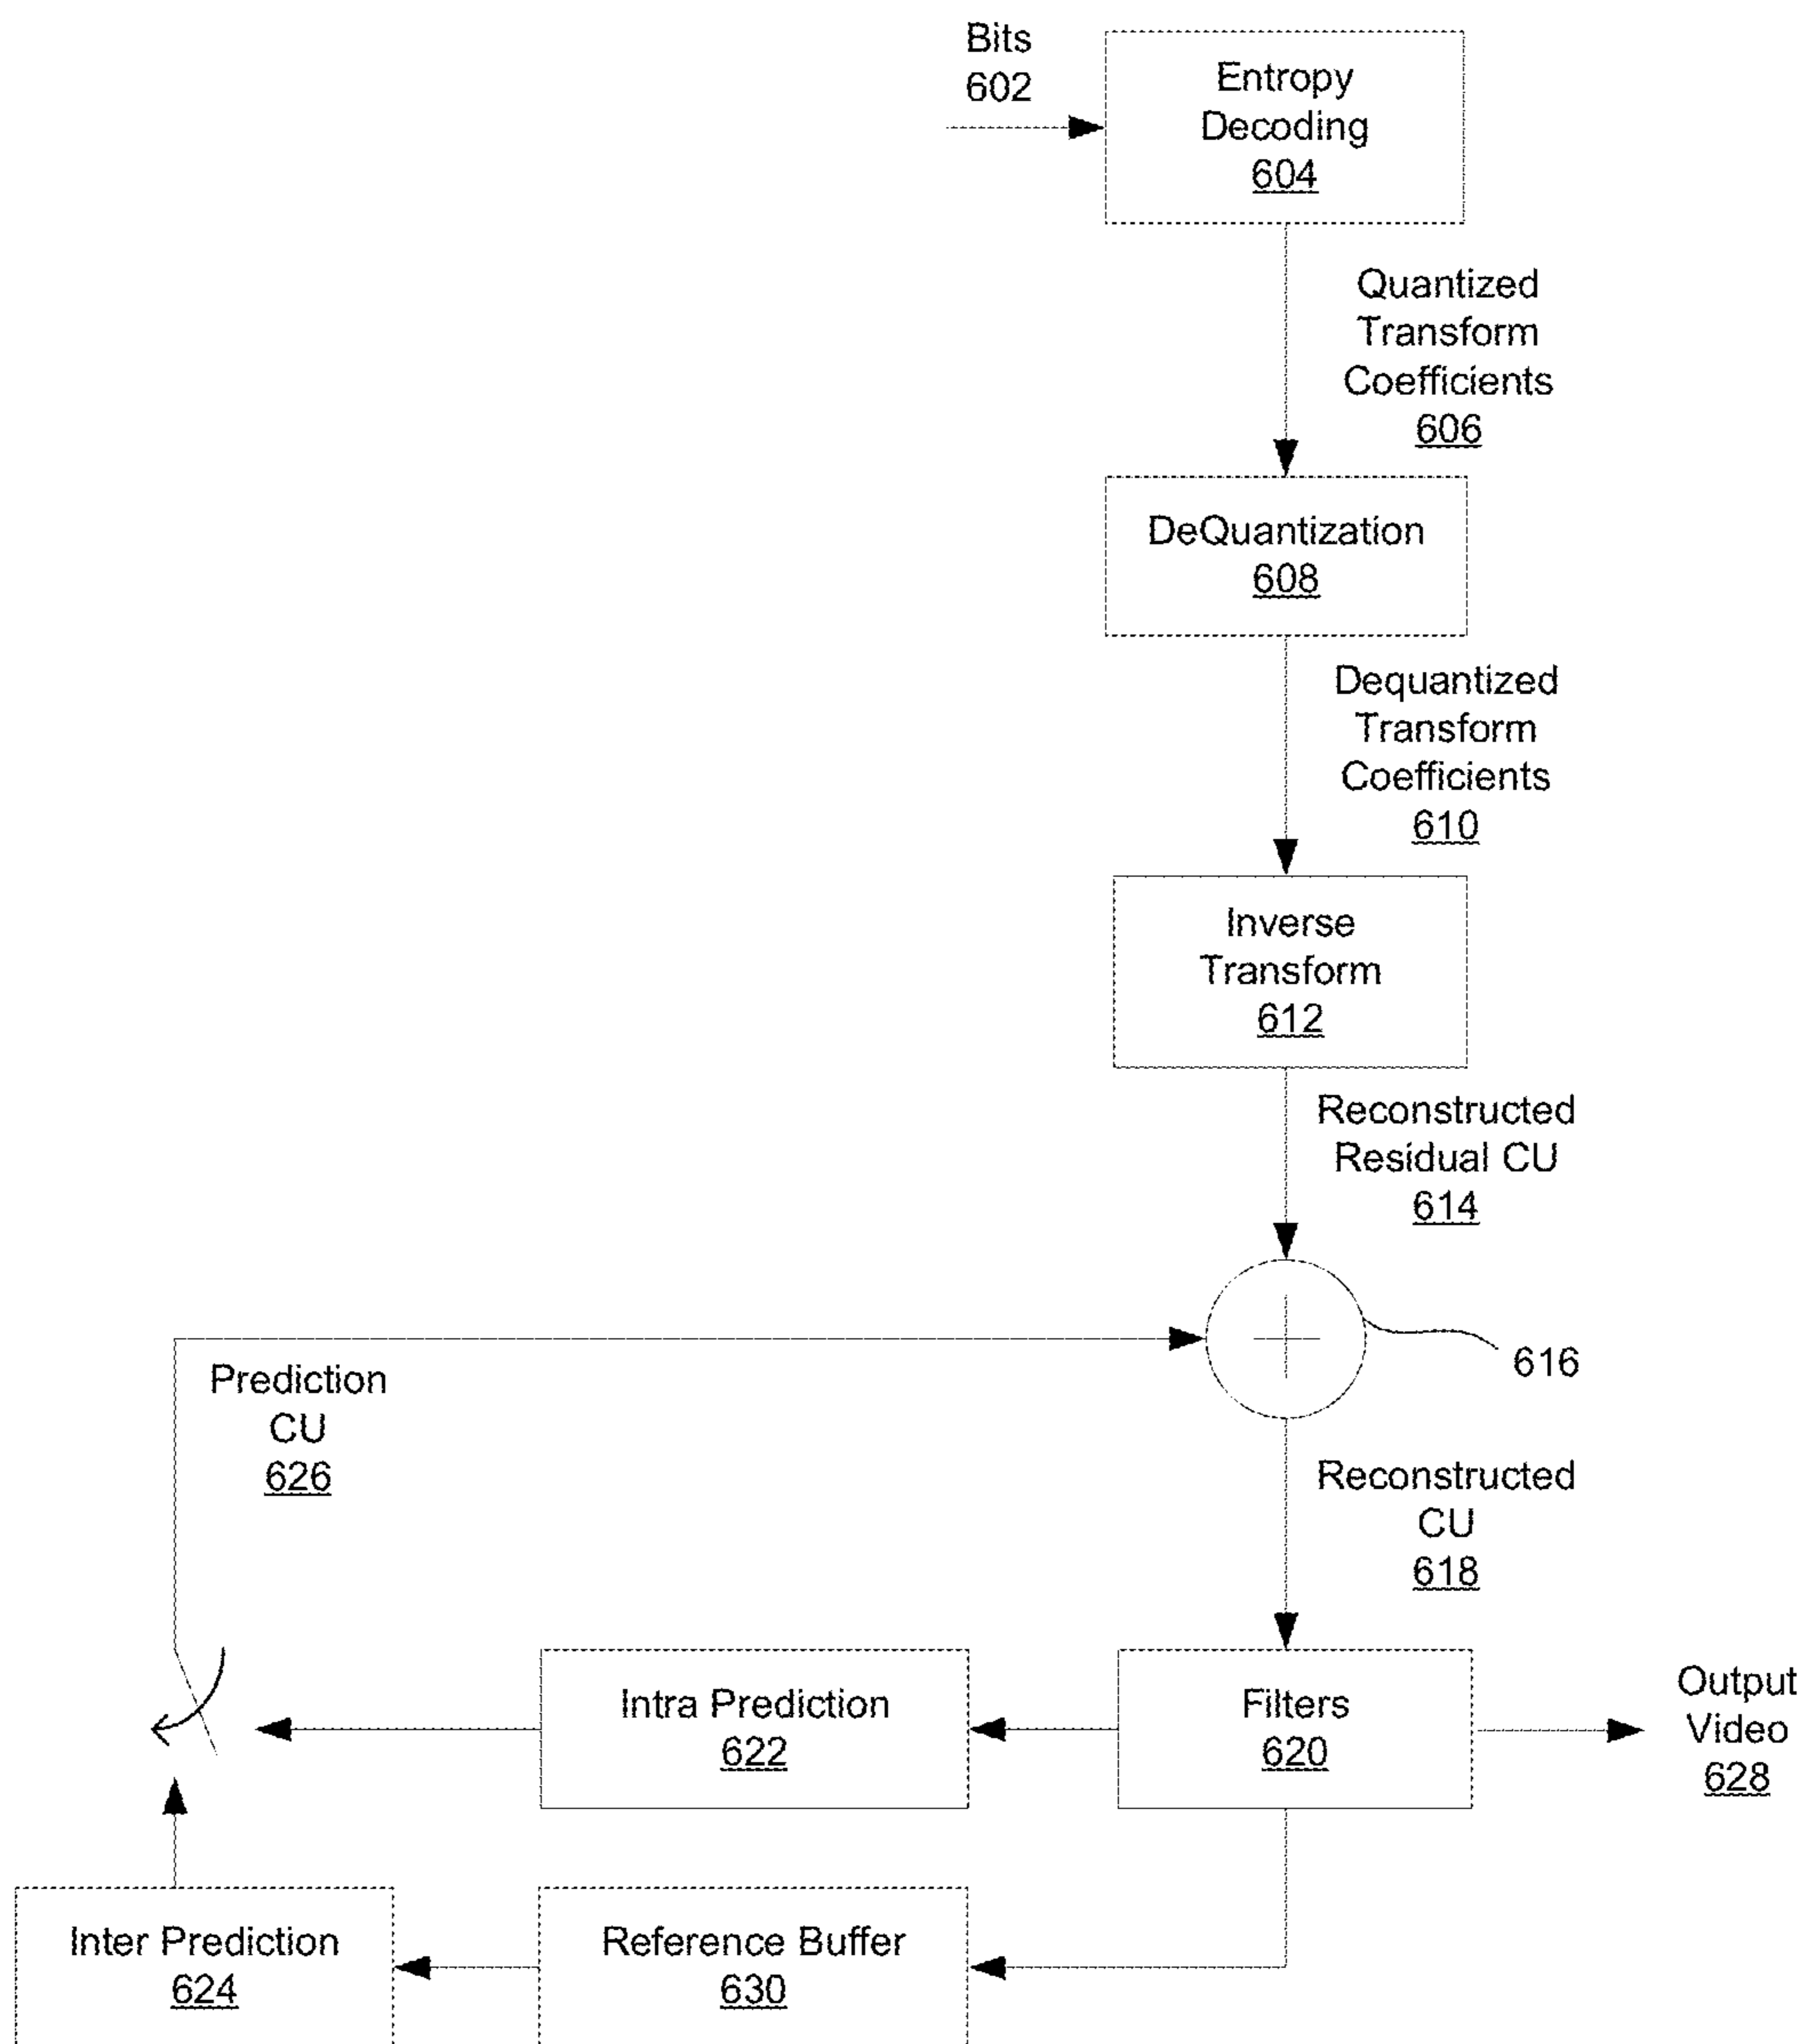 Bits
602
Entropy
Decoding
604
Quantized
Transform
Coefficients
606
DeQuantization
608
Dequantized
Transform
Coefficients
610
Inverse
Transform
612
Reconstructed
Residual CU
614
616
Prediction
CU
626
Reconstructed
CU
618
Intra Prediction
622
Filters
620
Output
Video
628
Inter Prediction
624
Reference Buffer
630